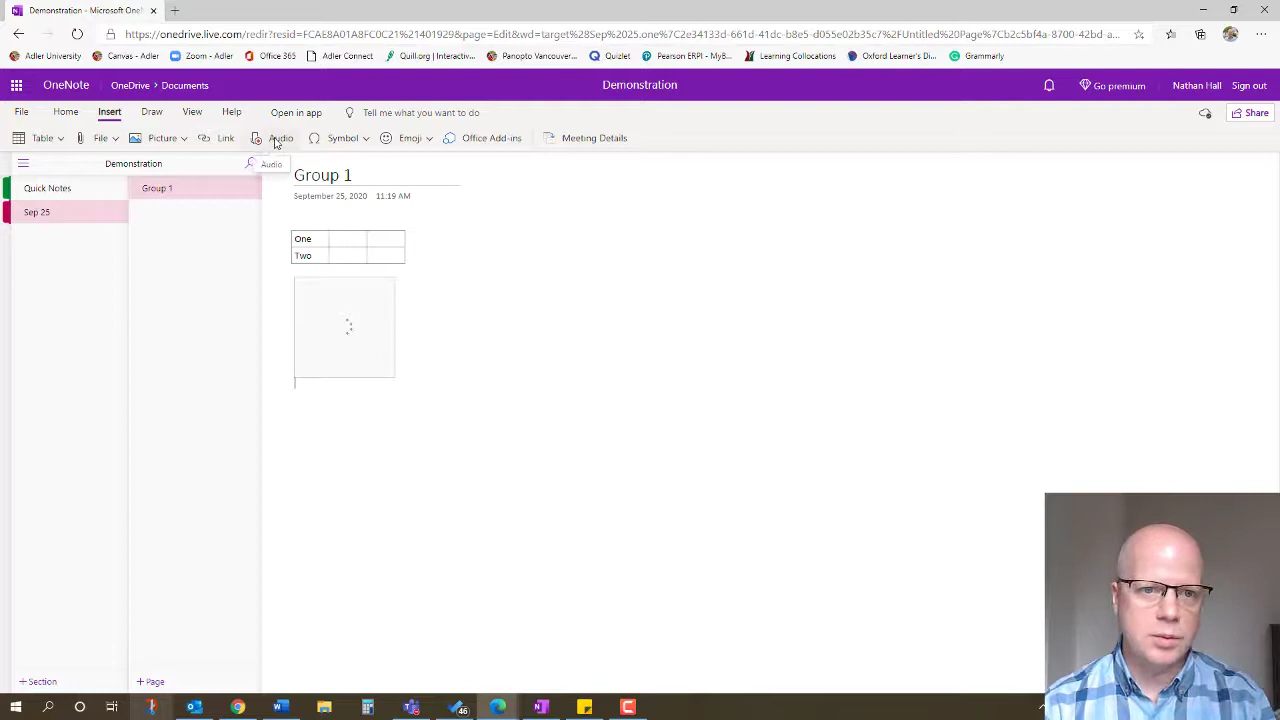 Demonstration - Microsoft One
https://onedrive.live.com/redir?resid=FCAE8A01A8FC0C21%21401929&page=Edit&wd=target%28Sep%2025.one%7C2e34133d-661d-41dc-b8e5-d055e02b35c7%2FUntitled%20Page%7Cb2c5bf4a-8700-42bd-a...
Adler University
Canvas - Adler
Zoom - Adler
Office 365
Adler Connect
Quill.org | Interactiv...
Panopto Vancouver...
Quizlet
Pearson ERPI - MyB...
Learning Collocations
Oxford Learner's Di...
Grammarly
OneNote
OneDrive > Documents
Demonstration
Go premium
Nathan Hall
Sign out
File
Home
Insert
Draw
View
Help
Open in app
Tell me what you want to do
Share
Table
File
Picture
Link
Audio
Symbol
Emoji
Office Add-ins
Meeting Details
Demonstration
Audio
Quick Notes
Sep 25
Group 1
Group 1
September 25, 2020 11:19 AM
One
Two
+ Section
+ Page
46